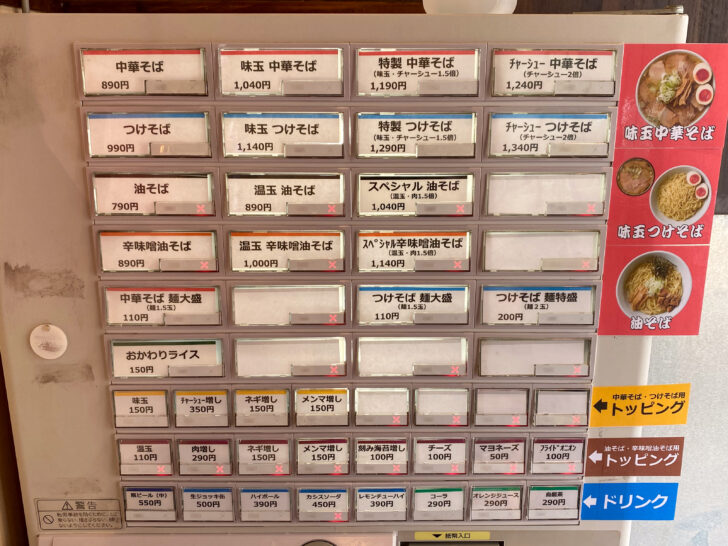 中華そば
890円
味玉 中華そば
1,040円
特製 中華そば
(味玉・チャーシュー1.5倍)
1,190円
チャーシュー 中華そば
(チャーシュー2倍)
1,240円
味玉中華そば
つけそば
990円
味玉 つけそば
1,140円
特製 つけそば
(味玉・チャーシュー1.5倍)
1,290円
チャーシュー つけそば
(チャーシュー2倍)
1,340円
味玉つけそば
油そば
790円
温玉 油そば
890円
スペシャル 油そば
(温玉・肉1.5倍)
1,040円
辛味噌油そば
890円
温玉 辛味噌油そば
1,000円
スペシャル辛味噌油そば
(温玉・肉1.5倍)
1,140円
油そば
中華そば 麺大盛
(麺1.5玉)
110円
つけそば 麺大盛
(麺1.5玉)
110円
つけそば 麺特盛
(麺2玉)
200円
おかわりライス
150円
味玉
150円
チャーシュー増し
350円
ネギ増し
150円
メンマ増し
150円
中華そば・つけそば用
トッピング
温玉
110円
肉増し
290円
ネギ増し
150円
メンマ増し
150円
刻み海苔増し
100円
チーズ
100円
マヨネーズ
50円
フライドオニオン
100円
油そば・辛味噌油そば用
トッピング
瓶ビール(中)
550円
生ジョッキ缶
500円
ハイボール
390円
カシスソーダ
450円
レモンチューハイ
390円
コーラ
290円
オレンジジュース
290円
烏龍茶
290円
ドリンク
警告
紙幣入口